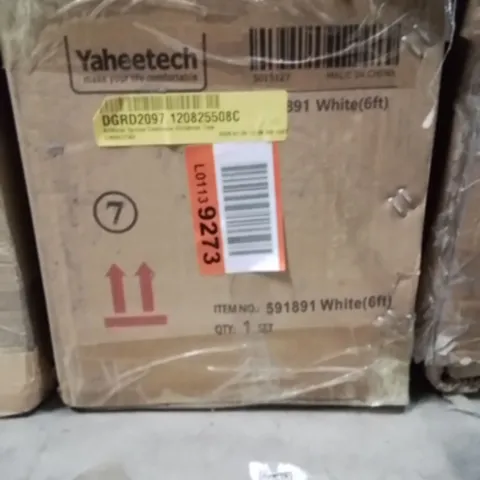 Yaheetech
make your life comfortable
MADE IN CHINA
891 White(6ft)
DGRD2097 120825508C
L0113
9273
7
ITEM NO.: 591891 White(6ft)
QTY: 1 SET